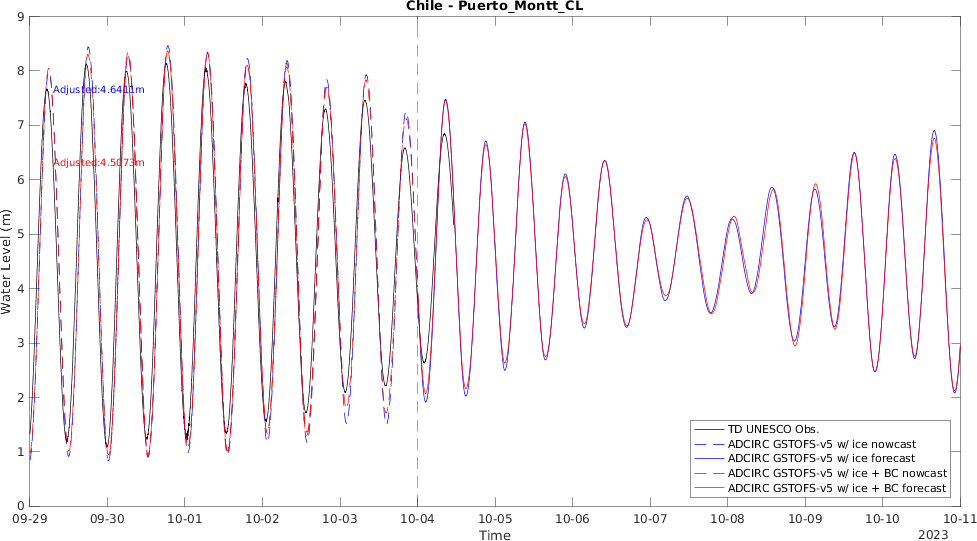 Chile - Puerto_Montt_CL
9
8
7
6
5
4
3
2
1
0
Water Level (m)
Adjusted:4.6411m
Adjusted:4.5073m
TD UNESCO Obs.
ADCIRC GSTOFS-v5 w/ ice nowcast
ADCIRC GSTOFS-v5 w/ ice forecast
ADCIRC GSTOFS-v5 w/ ice + BC nowcast
ADCIRC GSTOFS-v5 w/ ice + BC forecast
09-29 09-30 10-01 10-02 10-03 10-04 10-05 10-06 10-07 10-08 10-09 10-10 10-11
Time
2023